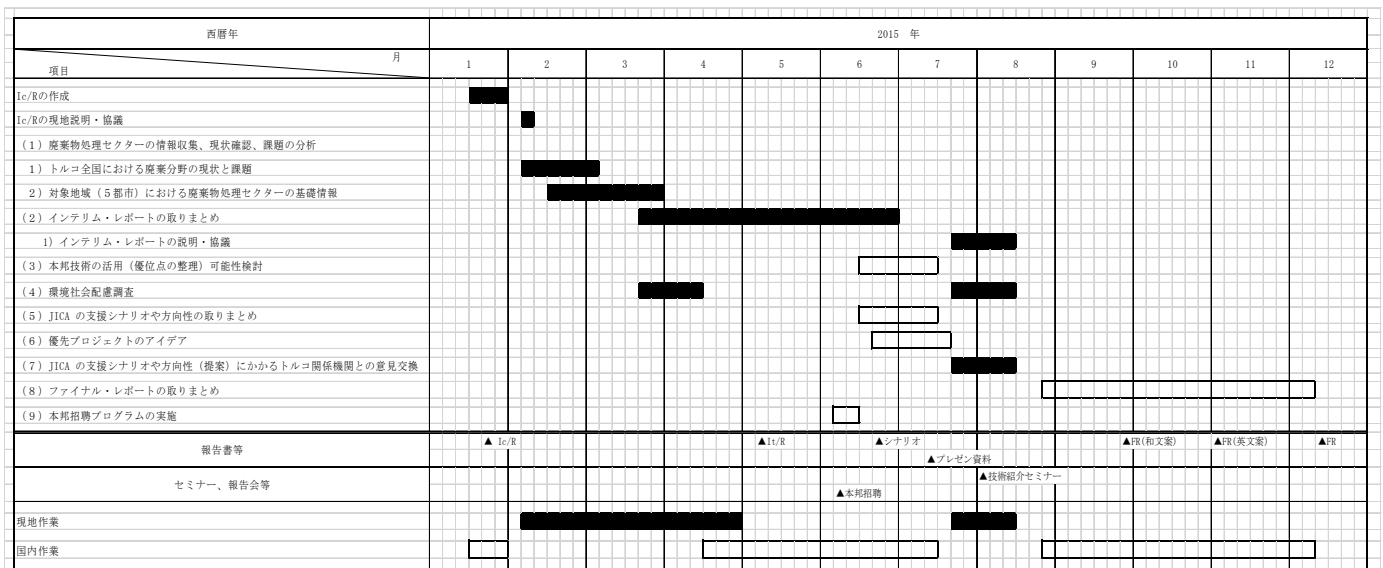 西暦年
2015 年
月
項目
1 2 3 4 5 6 7 8 9 10 11 12
Ic/Rの作成
Ic/Rの現地説明・協議
(1)廃棄物処理セクターの情報収集、現状確認、課題の分析
1)トルコ全国における廃棄分野の現状と課題
2)対象地域(5都市)における廃棄物処理セクターの基礎情報
(2)インテリム・レポートの取りまとめ
1)インテリム・レポートの説明・協議
(3)本邦技術の活用(優位点の整理)可能性検討
(4)環境社会配慮調査
(5)JICA の支援シナリオや方向性の取りまとめ
(6)優先プロジェクトのアイデア
(7)JICA の支援シナリオや方向性(提案)にかかるトルコ関係機関との意見交換
(8)ファイナル・レポートの取りまとめ
(9)本邦招聘プログラムの実施
報告書等
▲ Ic/R ▲It/R ▲シナリオ ▲FR(和文案) ▲FR(英文案) ▲FR
▲プレゼン資料
セミナー、報告会等
▲技術紹介セミナー
▲本邦招聘
現地作業
国内作業